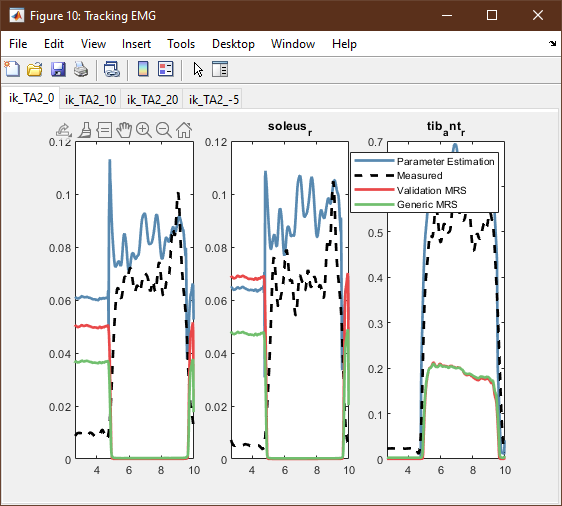 Figure 10: Tracking EMG
File Edit View Insert Tools Desktop Window Help
ik_TA2_0 ik_TA2_10 ik_TA2_20 ik_TA2_-5
soleus_r tib_ant_r
Parameter Estimation
Measured
Validation MRS
Generic MRS
0.12 0.12 0.7
0.1 0.1 0.6
0.5
0.08 0.08
0.4
0.06 0.06
0.3
0.04 0.04
0.2
0.02 0.02
0.1
0 0 0
4 6 8 10 4 6 8 10 4 6 8 10